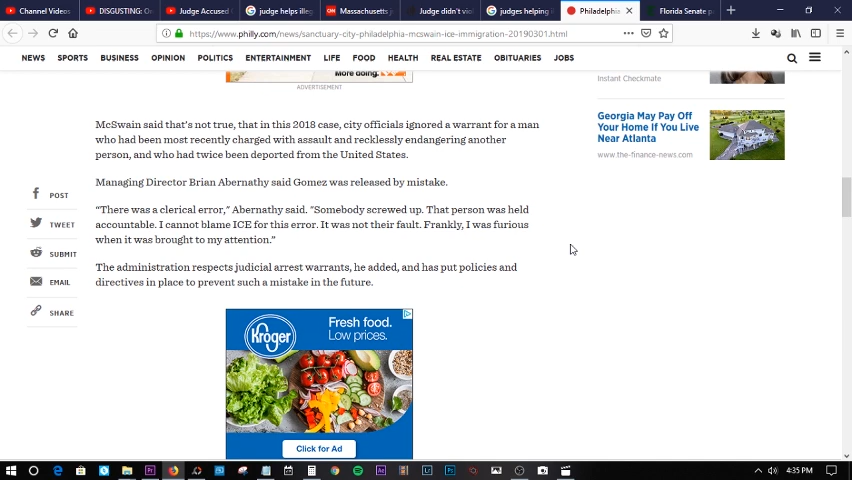 Channel Videos
DISGUSTING: O
Judge Accused
judge helps illeg
Massachusetts j
Judge didn't viol
judges helping i
Philadelphia
Florida Senate p
https://www.philly.com/news/sanctuary-city-philadelphia-mcswain-ice-immigration-20190301.html
NEWS SPORTS BUSINESS OPINION POLITICS ENTERTAINMENT LIFE FOOD HEALTH REAL ESTATE OBITUARIES JOBS
More doing.
ADVERTISEMENT
McSwain said that's not true, that in this 2018 case, city officials ignored a warrant for a man
who had been most recently charged with assault and recklessly endangering another
person, and who had twice been deported from the United States.
Managing Director Brian Abernathy said Gomez was released by mistake.
“There was a clerical error,” Abernathy said. “Somebody screwed up. That person was held
accountable. I cannot blame ICE for this error. It was not their fault. Frankly, I was furious
when it was brought to my attention.”
The administration respects judicial arrest warrants, he added, and has put policies and
directives in place to prevent such a mistake in the future.
POST
TWEET
SUBMIT
EMAIL
SHARE
Instant Checkmate
Georgia May Pay Off
Your Home If You Live
Near Atlanta
www.the-finance-news.com
Kroger
Fresh food.
Low prices.
Click for Ad
4:35 PM